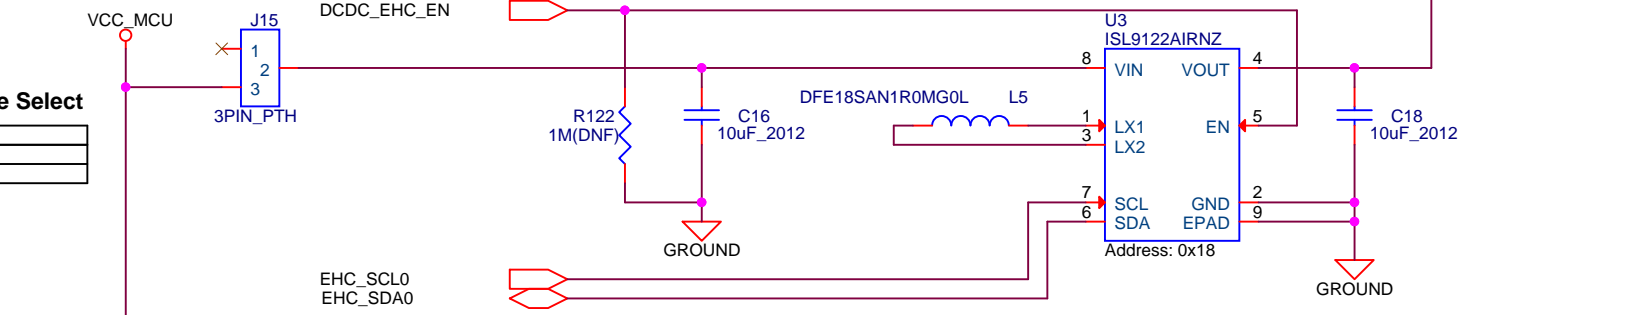 DCDC_EHC_EN
VCC_MCU
J15
1
2
3
3PIN_PTH
e Select
R122
1M(DNF)
C16
10uF_2012
GROUND
DFE18SAN1R0MG0L
L5
U3
ISL9122AIRNZ
8
VIN
VOUT
4
1
LX1
EN
5
3
LX2
7
SCL
GND
2
6
SDA
EPAD
9
Address: 0x18
C18
10uF_2012
GROUND
EHC_SCL0
EHC_SDA0